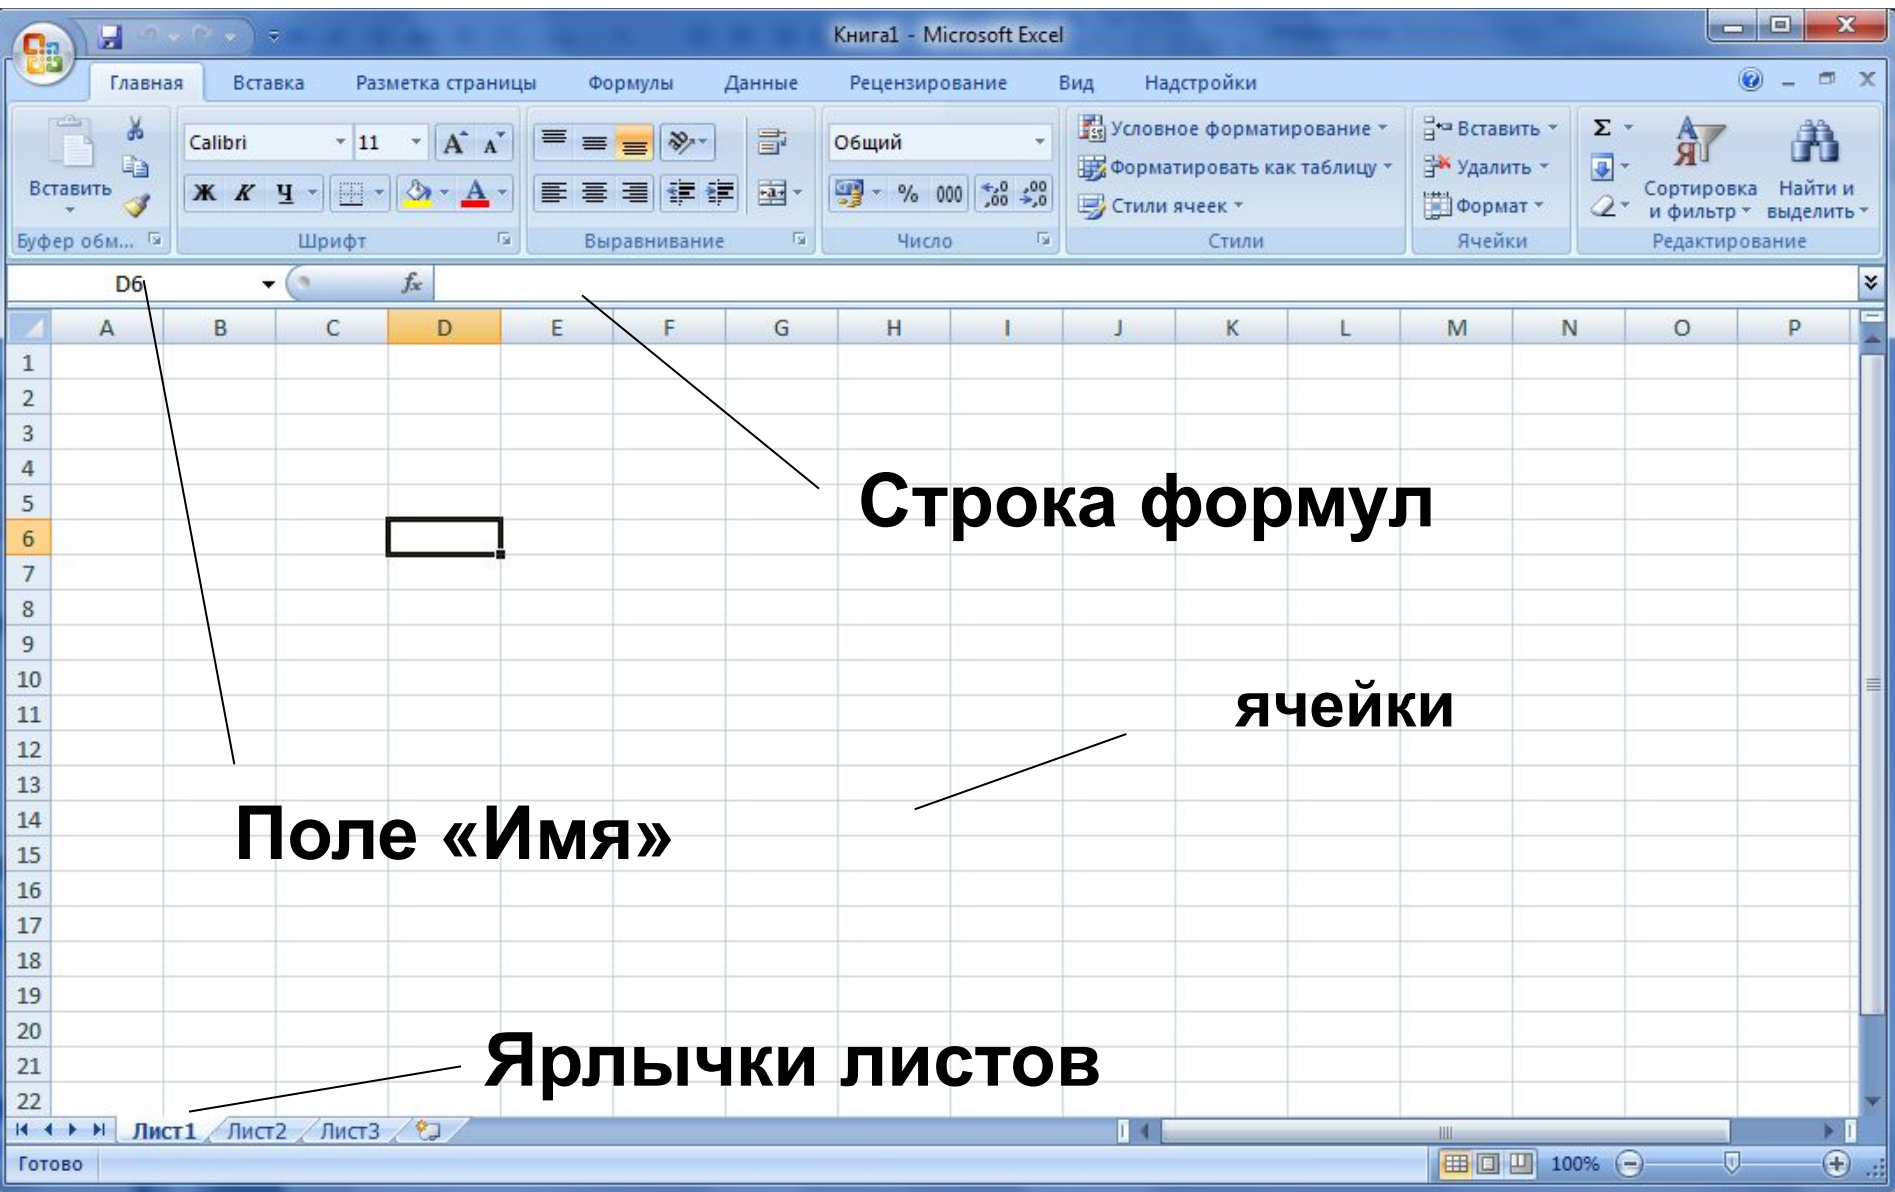 Книга1 - Microsoft Excel
Главная Вставка Разметка страницы Формулы Данные Рецензирование Вид Надстройки
Calibri 11 Общий Условное форматирование Вставить Σ
Форматировать как таблицу Удалить
Вставить Ж К Ч % 000 Стили ячеек Формат Сортировка и фильтр Найти и выделить
Буфер обм... Шрифт Выравнивание Число Стили Ячейки Редактирование
D6 fx
A B C D E F G H I J K L M N O P
1
2
3
4
5
Строка формул
6
7
8
9
10
11
ячейки
12
13
14
Поле «Имя»
15
16
17
18
19
20
21
Ярлычки листов
22
Лист1 Лист2 Лист3
Готово 100%